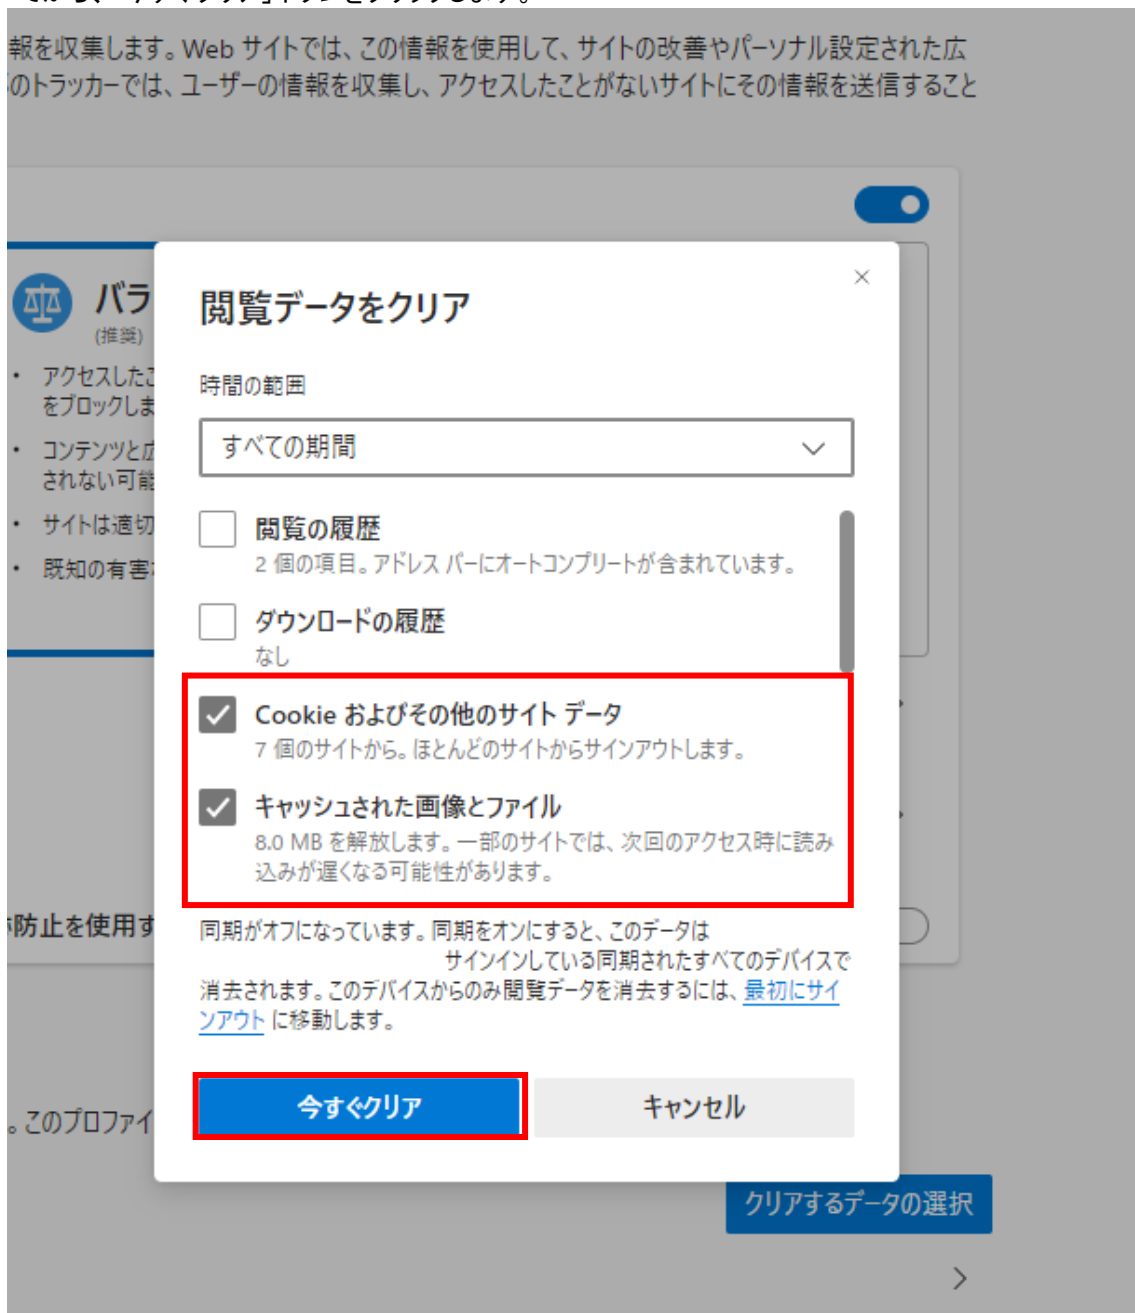 報を収集します。Web サイトでは、この情報を使用して、サイトの改善やパーソナル設定された広
のトラッカーでは、ユーザーの情報を収集し、アクセスしたことがないサイトにその情報を送信すること
バラ
(推奨)
• アクセスしたこ
をブロックしま
• コンテンツと広
されない可能
• サイトは適切
• 既知の有害
閲覧データをクリア
時間の範囲
すべての期間
閲覧の履歴
2 個の項目。アドレス バーにオートコンプリートが含まれています。
ダウンロードの履歴
なし
Cookie およびその他のサイト データ
7 個のサイトから。ほとんどのサイトからサインアウトします。
キャッシュされた画像とファイル
8.0 MB を解放します。一部のサイトでは、次回のアクセス時に読み
込みが遅くなる可能性があります。
防止を使用す
同期がオフになっています。同期をオンにすると、このデータは
サインインしている同期されたすべてのデバイスで
消去されます。このデバイスからのみ閲覧データを消去するには、最初にサイ
ンアウト に移動します。
今すぐクリア
キャンセル
。このプロファイ
クリアするデータの選択